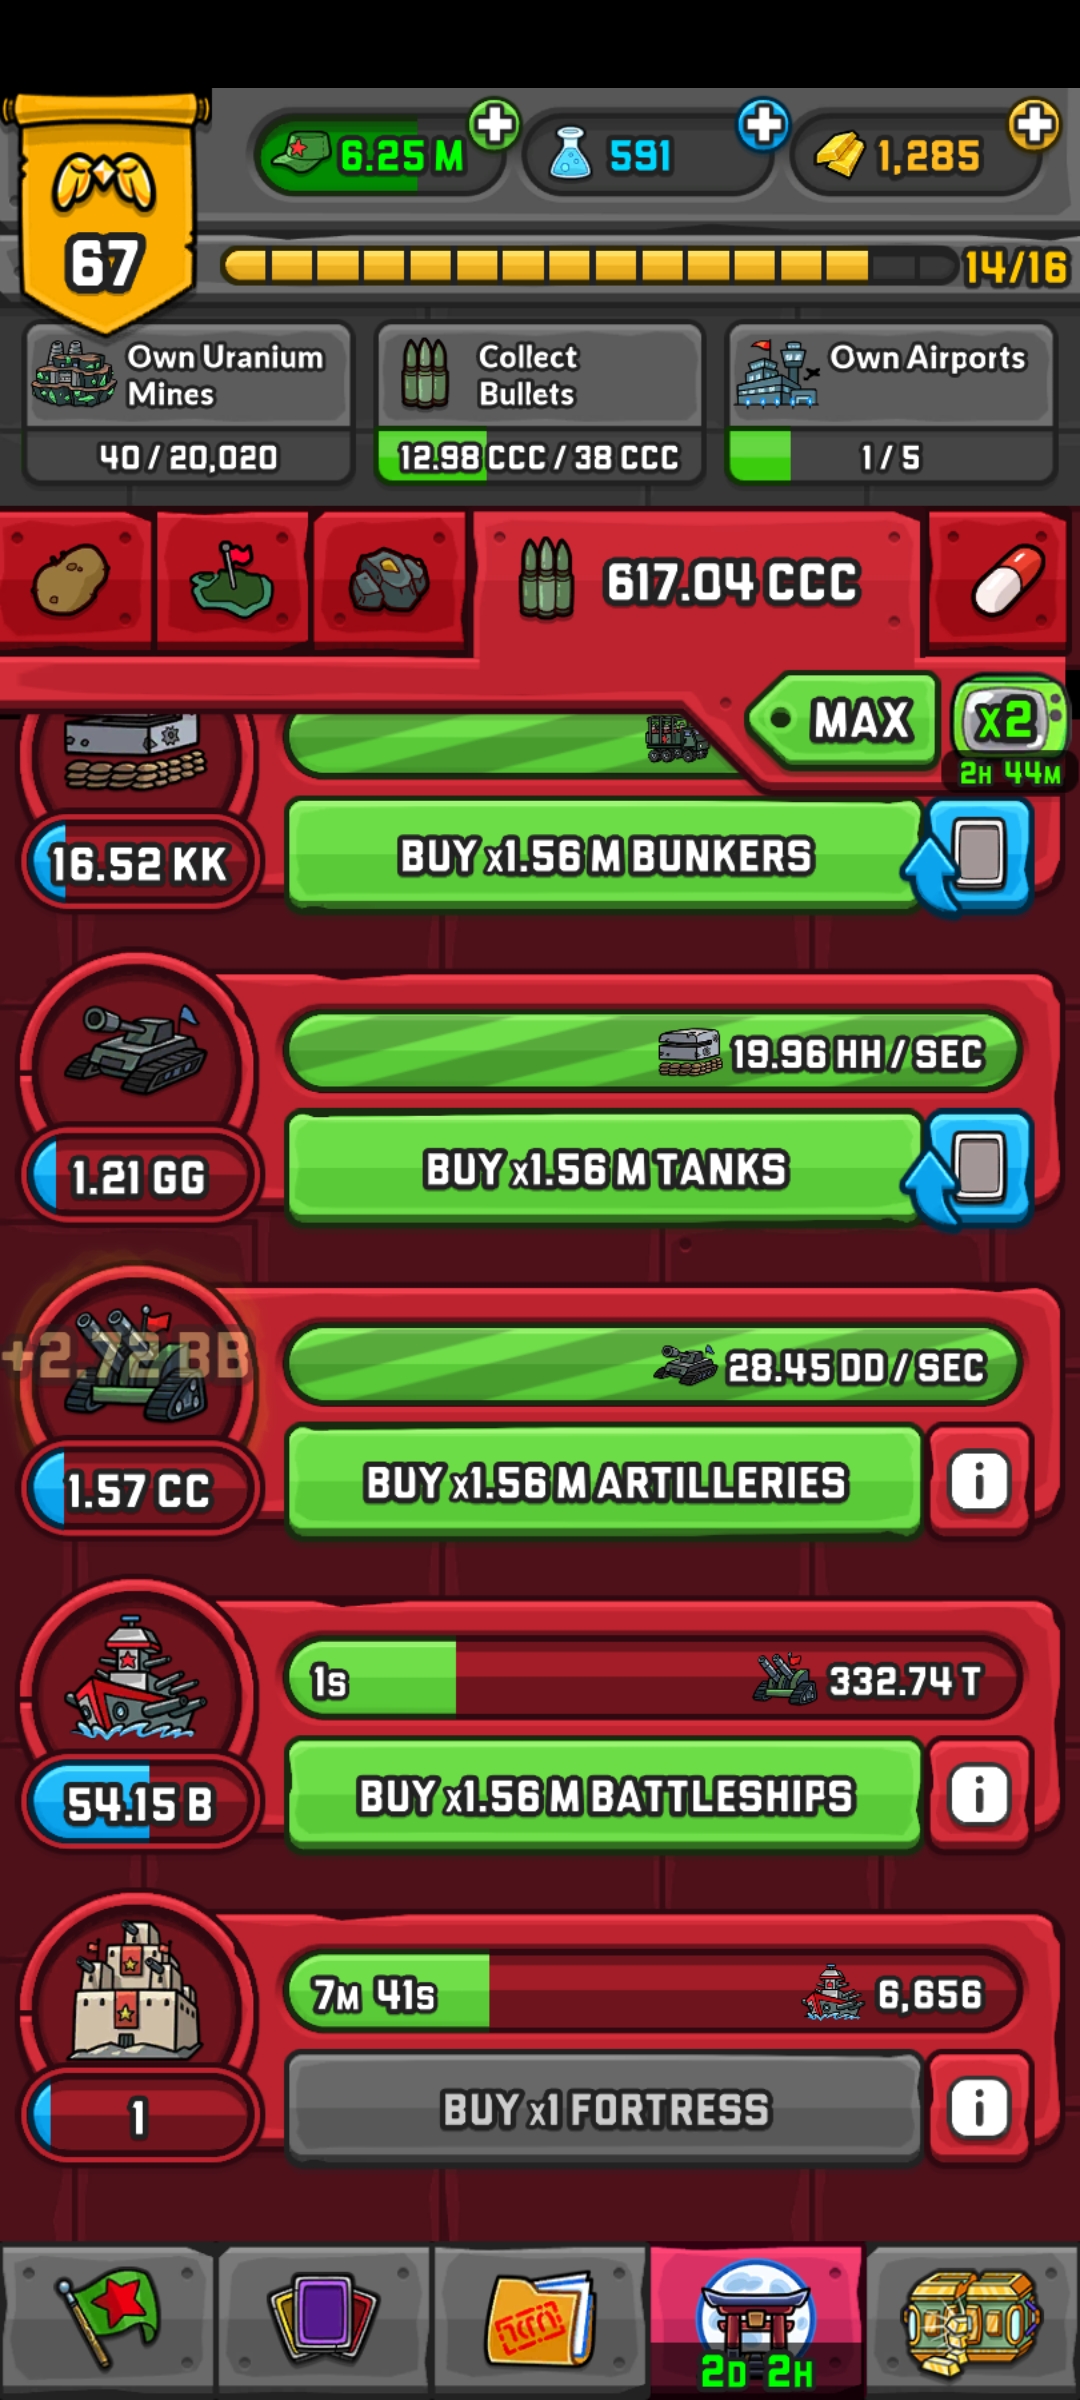 6.25 M
591
1,285
67
14/16
Own Uranium
Mines
40 / 20,020
Collect
Bullets
12.98 CCC / 38 CCC
Own Airports
1 / 5
617.04 CCC
MAX
x2
2H 44M
16.52 KK
BUY x1.56 M BUNKERS
19.96 HH / SEC
1.21 GG
BUY x1.56 M TANKS
+2.72 BB
28.45 DD / SEC
1.57 CC
BUY x1.56 M ARTILLERIES
i
1s
332.74 T
54.15 B
BUY x1.56 M BATTLESHIPS
i
7M 41s
6,656
1
BUY x1 FORTRESS
i
2D 2H